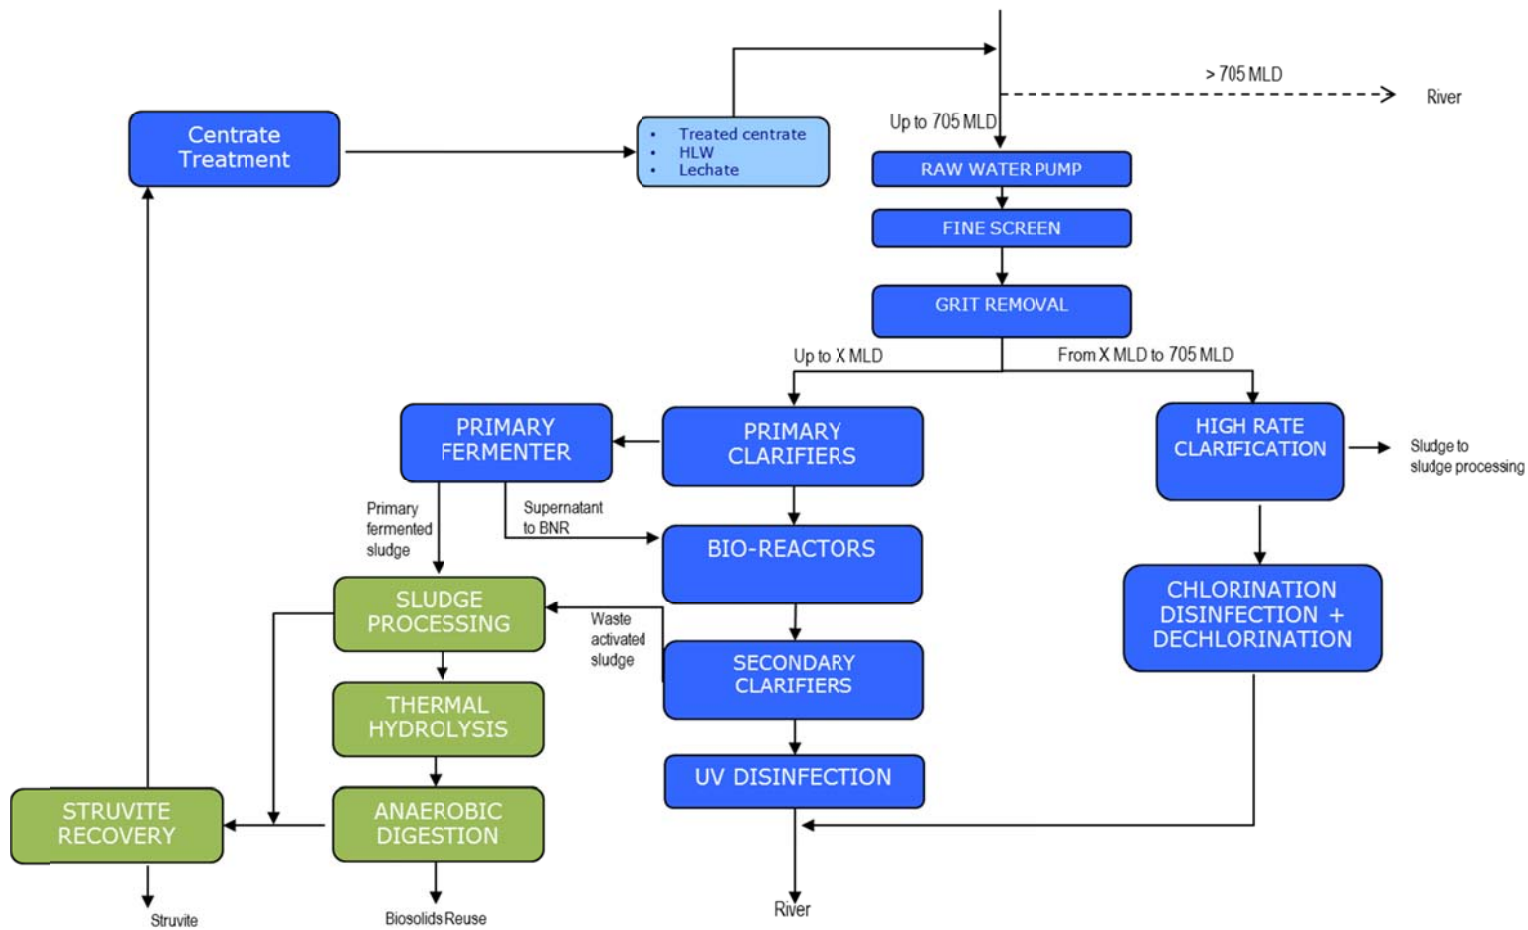 > 705 MLD
River
Up to 705 MLD
Centrate
Treatment
• Treated centrate
• HLW
• Lechate
RAW WATER PUMP
FINE SCREEN
GRIT REMOVAL
Up to X MLD
From X MLD to 705 MLD
PRIMARY
FERMENTER
PRIMARY
CLARIFIERS
HIGH RATE
CLARIFICATION
Sludge to
sludge processing
Primary
fermented
sludge
Supernatant
to BNR
BIO-REACTORS
CHLORINATION
DISINFECTION +
DECHLORINATION
SLUDGE
PROCESSING
Waste
activated
sludge
SECONDARY
CLARIFIERS
THERMAL
HYDROLYSIS
UV DISINFECTION
STRUVITE
RECOVERY
ANAEROBIC
DIGESTION
Struvite
Biosolids Reuse
River